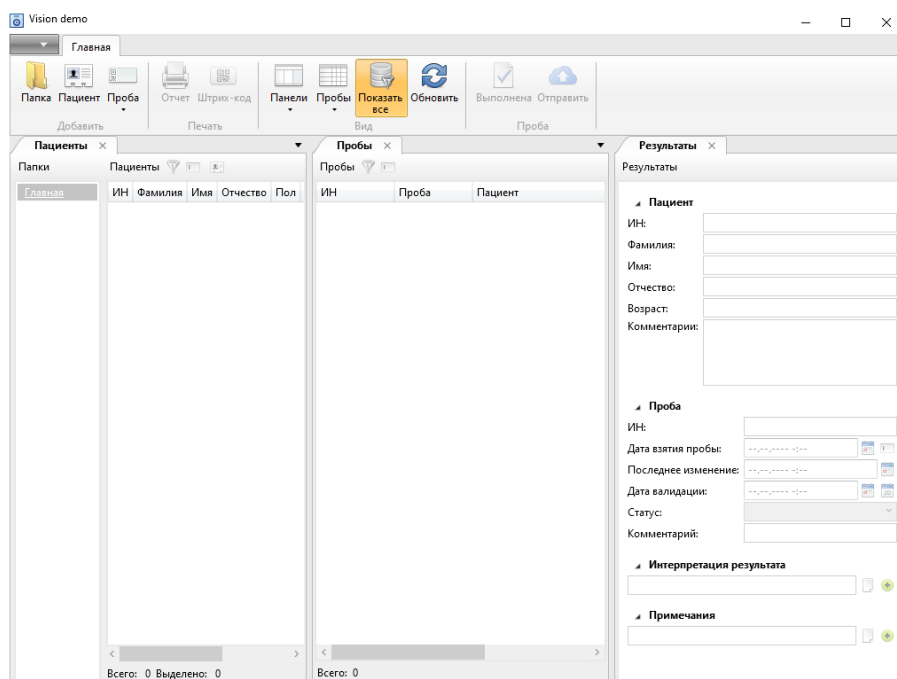 Vision demo
Главная
Папка Пациент Проба Отчет Штрих-код Панели Пробы Показать все Обновить Выполнена Отправить
Добавить Печать Вид Проба
Пациенты Пробы Результаты
Папки Пациенты Пробы Результаты
Главная ИН Фамилия Имя Отчество Пол ИН Проба Пациент
Пациент
ИН:
Фамилия:
Имя:
Отчество:
Возраст:
Комментарии:
Проба
ИН:
Дата взятия пробы: --.--.---- -:--
Последнее изменение: --.--.---- -:--
Дата валидации: --.--.---- -:--
Статус:
Комментарий:
Интерпретация результата
Примечания
Всего: 0 Выделено: 0 Всего: 0